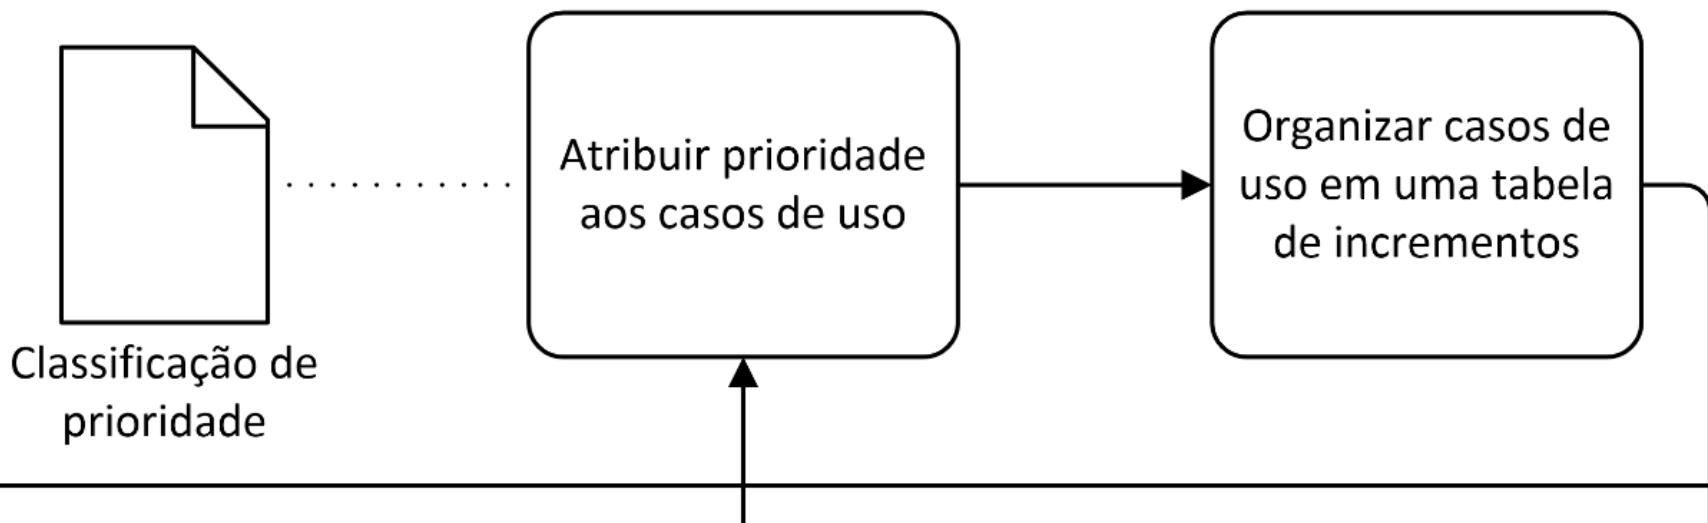 Classificação de
prioridade
Atribuir prioridade
aos casos de uso
Organizar casos de
uso em uma tabela
de incrementos